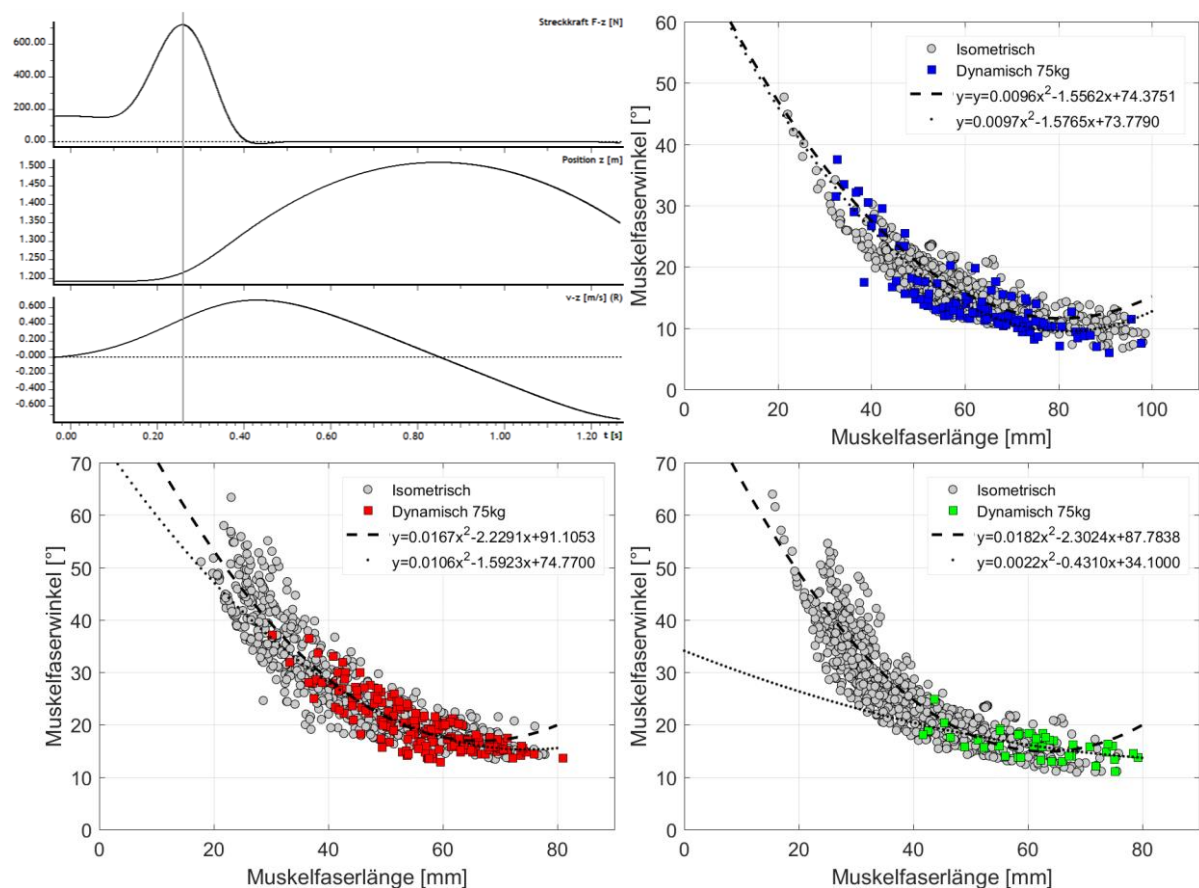 Streckkraft F-z [N]
600.00
400.00
200.00
0.00
Position z [m]
1.500
1.450
1.400
1.350
1.300
1.250
1.200
v-z [m/s] (R)
0.600
0.400
0.200
-0.000
-0.200
-0.400
-0.600
0.00 0.20 0.40 0.60 0.80 1.00 1.20 t [s]
Muskelfaserwinkel [°]
60
50
40
30
20
10
0
Isometrisch
Dynamisch 75kg
y=y=0.0096x²-1.5562x+74.3751
y=0.0097x²-1.5765x+73.7790
0 20 40 60 80 100
Muskelfaserlänge [mm]
Muskelfaserwinkel [°]
70
60
50
40
30
20
10
0
Isometrisch
Dynamisch 75kg
y=0.0167x²-2.2291x+91.1053
y=0.0106x²-1.5923x+74.7700
0 20 40 60 80
Muskelfaserlänge [mm]
Muskelfaserwinkel [°]
70
60
50
40
30
20
10
0
Isometrisch
Dynamisch 75kg
y=0.0182x²-2.3024x+87.7838
y=0.0022x²-0.4310x+34.1000
0 20 40 60 80
Muskelfaserlänge [mm]